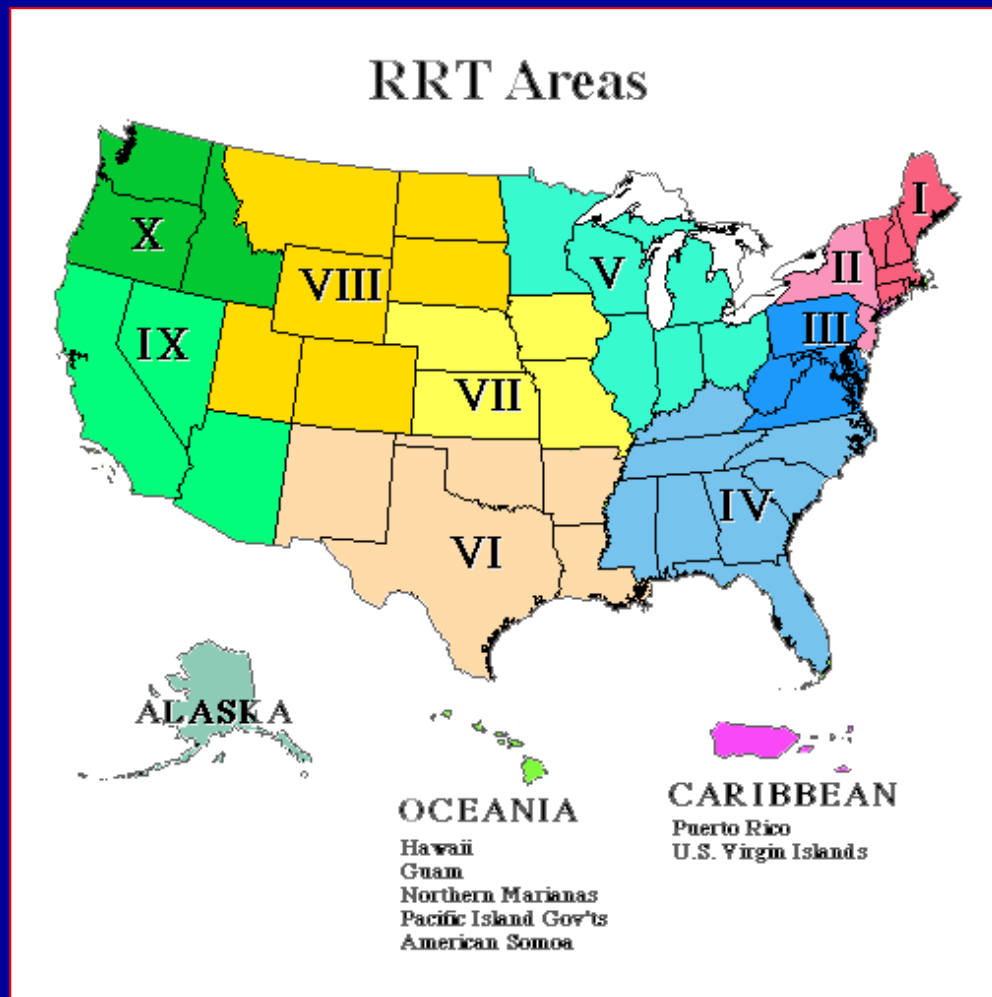 RRT Areas
I
X
II
V
VIII
III
IX
VII
IV
VI
ALASKA
OCEANIA
Hawaii
Guam
Northern Marianas
Pacific Island Gov'ts
American Somoa
CARIBBEAN
Puerto Rico
U.S. Virgin Islands